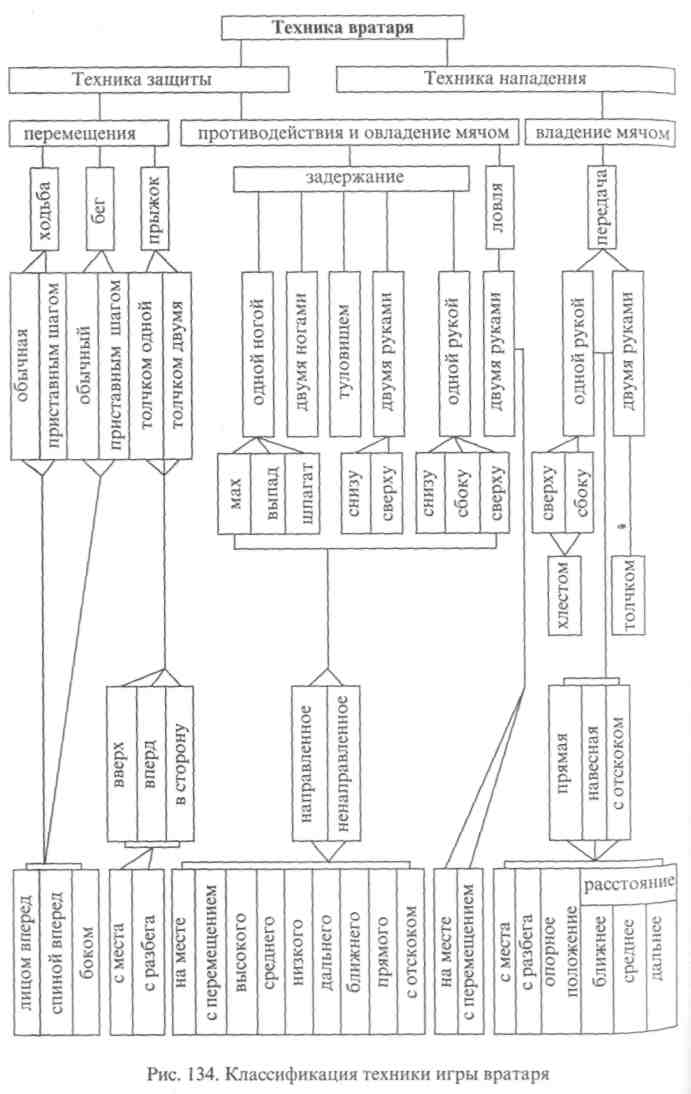 Техника вратаря
Техника защиты
Техника нападения
перемещения
противодействия и овладение мячом
владение мячом
ходьба
бег
прыжок
задержание
ловля
передача
обычная
приставным шагом
обычный
приставным шагом
толчком одной
толчком двумя
одной ногой
двумя ногами
туловищем
двумя руками
одной рукой
двумя руками
одной рукой
двумя руками
мах
выпад
шпагат
снизу
сверху
снизу
сбоку
сверху
сверху
сбоку
хлестом
толчком
вверх
вперд
в сторону
направленное
ненаправленное
прямая
навесная
с отскоком
лицом вперед
спиной вперед
боком
с места
с разбега
на месте
с перемещением
высокого
среднего
низкого
дальнего
ближнего
прямого
с отскоком
на месте
с перемещением
с места
с разбега
опорное
положение
расстояние
ближнее
среднее
дальнее
Рис. 134. Классификация техники игры вратаря